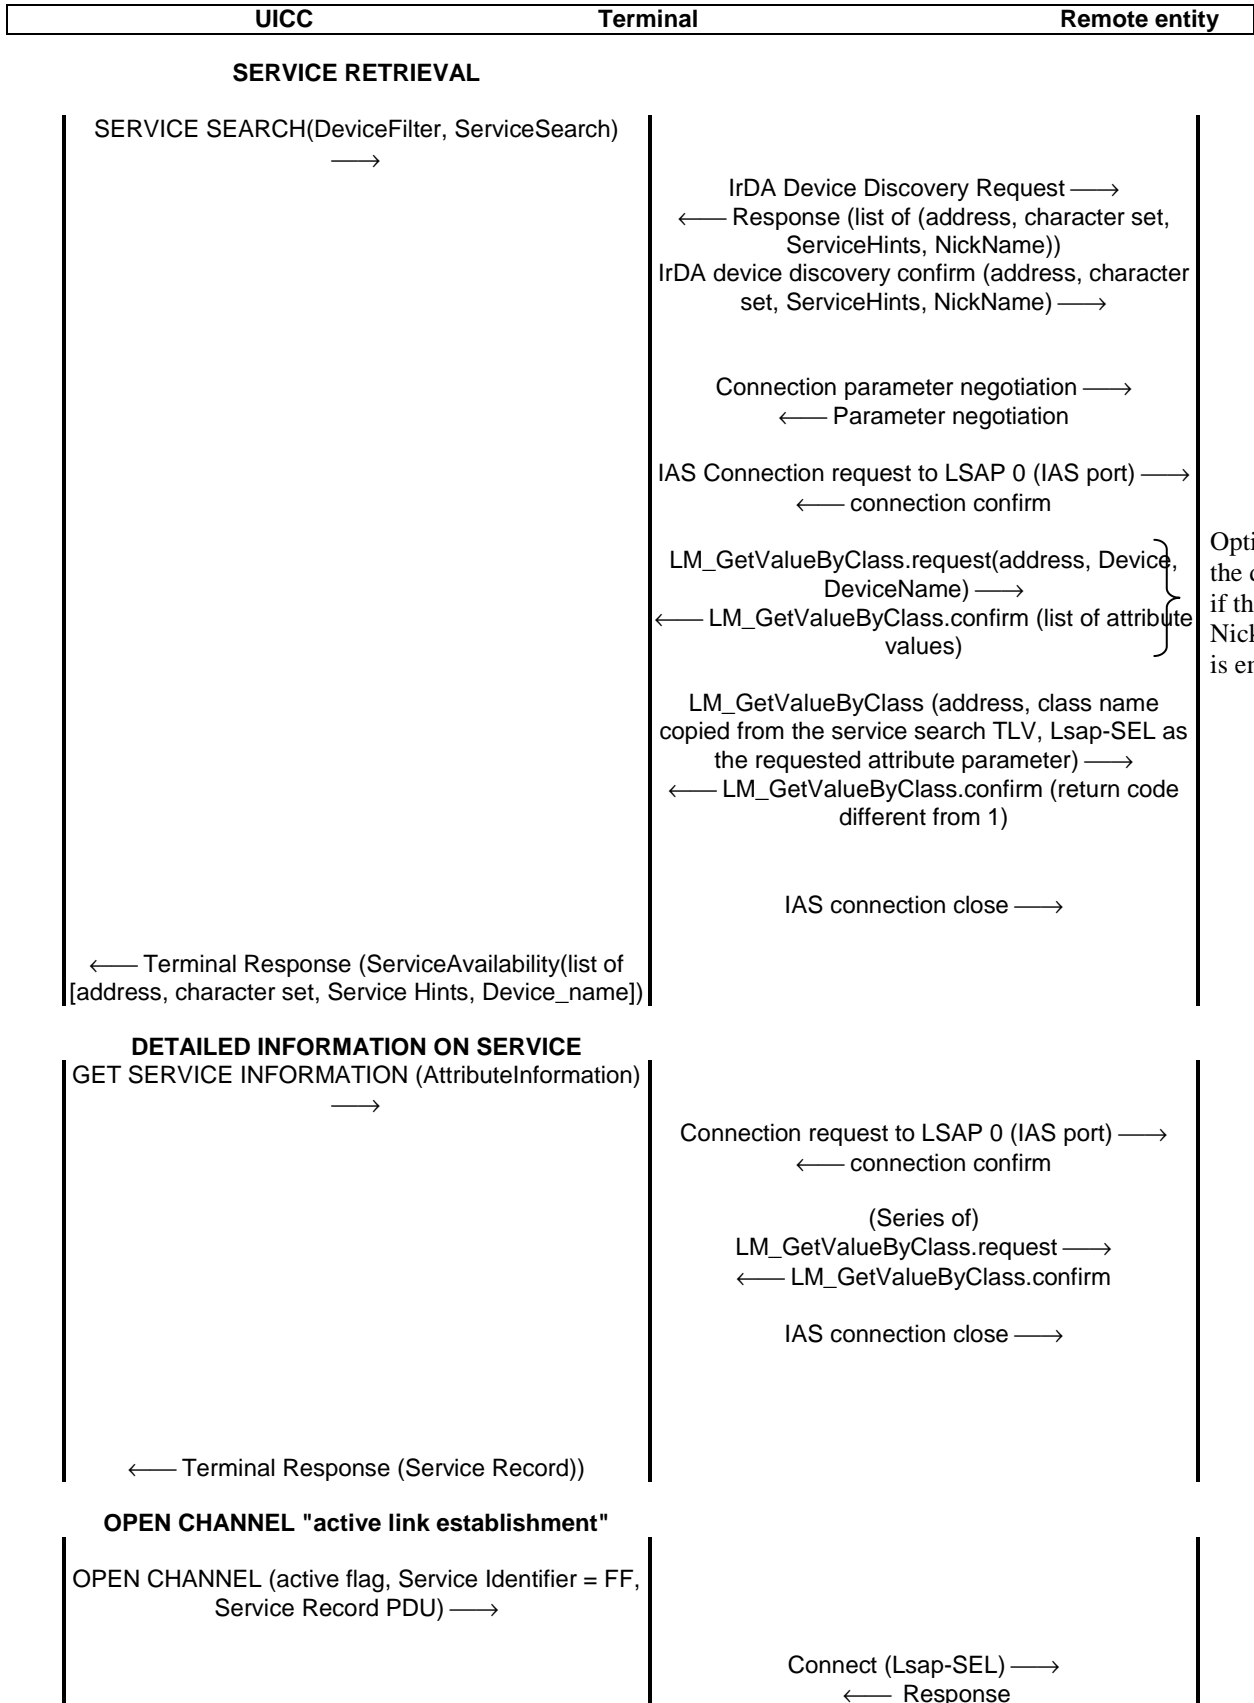 UICC Terminal Remote entity
SERVICE RETRIEVAL
SERVICE SEARCH(DeviceFilter, ServiceSearch)
⟶
IrDA Device Discovery Request ⟶
⟵ Response (list of (address, character set,
ServiceHints, NickName))
IrDA device discovery confirm (address, character
set, ServiceHints, NickName) ⟶
Connection parameter negotiation ⟶
⟵ Parameter negotiation
IAS Connection request to LSAP 0 (IAS port) ⟶
⟵ connection confirm
LM_GetValueByClass.request(address, Device,
DeviceName) ⟶
⟵ LM_GetValueByClass.confirm (list of attribute
values)
the
if
is
LM_GetValueByClass (address, class name
copied from the service search TLV, Lsap-SEL as
the requested attribute parameter) ⟶
⟵ LM_GetValueByClass.confirm (return code
different from 1)
IAS connection close ⟶
⟵ Terminal Response (ServiceAvailability(list of
[address, character set, Service Hints, Device_name])
DETAILED INFORMATION ON SERVICE
GET SERVICE INFORMATION (AttributeInformation)
⟶
Connection request to LSAP 0 (IAS port) ⟶
⟵ connection confirm
(Series of)
LM_GetValueByClass.request ⟶
⟵ LM_GetValueByClass.confirm
IAS connection close ⟶
⟵ Terminal Response (Service Record))
OPEN CHANNEL "active link establishment"
OPEN CHANNEL (active flag, Service Identifier = FF,
Service Record PDU) ⟶
Connect (Lsap-SEL) ⟶
⟵ Response